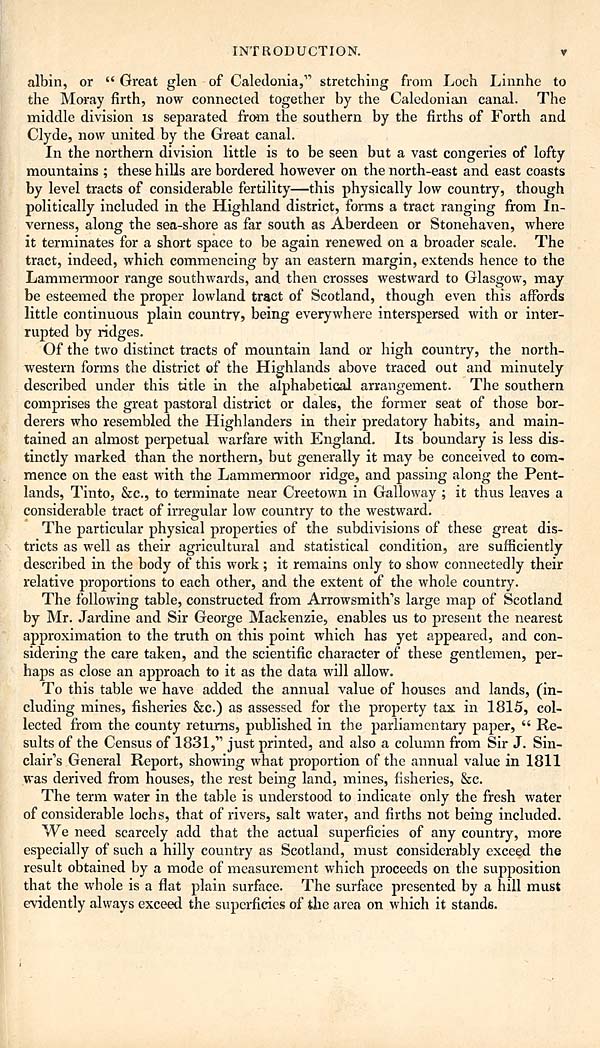 INTRODUCTION. v
albin, or “ Great glen of Caledonia,” stretching from Loch Linnhe to
the Moray firth, now connected together by the Caledonian canal. The
middle division is separated from the southern by the firths of Forth and
Clyde, now united by the Great canal.
In the northern division little is to be seen but a vast congeries of lofty
mountains ; these hills are bordered however on the north-east and east coasts
by level tracts of considerable fertility—this physically low country, though
politically included in the Highland district, forms a tract ranging from In-
verness, along the sea-shore as far south as Aberdeen or Stonehaven, where
it terminates for a short space to be again renewed on a broader scale. The
tract, indeed, which commencing by an eastern margin, extends hence to the
Lammermoor range southwards, and then crosses westward to Glasgow, may
be esteemed the proper lowland tract of Scotland, though even this affords
little continuous plain country, being everywhere interspersed with or inter-
rupted by ridges.
Of the two distinct tracts of mountain land or high country, the north-
western forms the district of the Highlands above traced out and minutely
described under this title in the alphabetical arrangement. The southern
comprises the great pastoral district or dales, the former seat of those bor-
derers who resembled the Highlanders in their predatory habits, and main-
tained an almost perpetual warfare with England. Its boundary is less dis-
tinctly marked than the northern, but generally it may be conceived to com-
mence on the east with the Lammermoor ridge, and passing along the Pent-
lands, Tinto, &c., to terminate near Creetown in Galloway ; it thus leaves a
considerable tract of irregular low country to the westward.
The particular physical properties of the subdivisions of these great dis-
tricts as well as their agricultural and statistical condition, are sufficiently
described in the body of this work ; it remains only to show connectedly their
relative proportions to each other, and the extent of the whole country.
The following table, constructed from Arrowsmith's large map of Scotland
by Mr. Jardine and Sir George Mackenzie, enables us to present the nearest
approximation to the truth on this point which has yet appeared, and con-
sidering the care taken, and the scientific character of these gentlemen, per-
haps as close an approach to it as the data will allow.
To this table we have added the annual value of houses and lands, (in-
cluding mines, fisheries &c.) as assessed for the property tax in 1815, col-
lected from the county returns, published in the parliamentary paper, “ Re-
sults of the Census of 1831,” just printed, and also a column from Sir J. Sin-
clair's General Report, showing what proportion of the annual value in 1811
was derived from houses, the rest being land, mines, fisheries, &c.
The term water in the table is understood to indicate only the fresh water
of considerable lochs, that of rivers, salt water, and firths not being included.
We need scarcely add that the actual superficies of any country, more
especially of such a hilly country as Scotland, must considerably exceed the
result obtained by a mode of measurement which proceeds on the supposition
that the whole is a flat plain surface. The surface presented by a hill must
evidently always exceed the superficies of the area on which it stands.